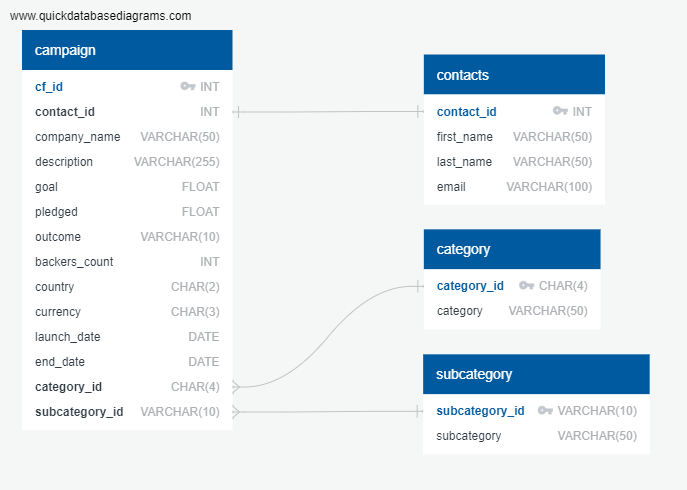 www.quickdatabasediagrams.com
campaign
cf_id INT
contact_id INT
company_name VARCHAR(50)
description VARCHAR(255)
goal FLOAT
pledged FLOAT
outcome VARCHAR(10)
backers_count INT
country CHAR(2)
currency CHAR(3)
launch_date DATE
end_date DATE
category_id CHAR(4)
subcategory_id VARCHAR(10)
contacts
contact_id INT
first_name VARCHAR(50)
last_name VARCHAR(50)
email VARCHAR(100)
category
category_id CHAR(4)
category VARCHAR(50)
subcategory
subcategory_id VARCHAR(10)
subcategory VARCHAR(50)